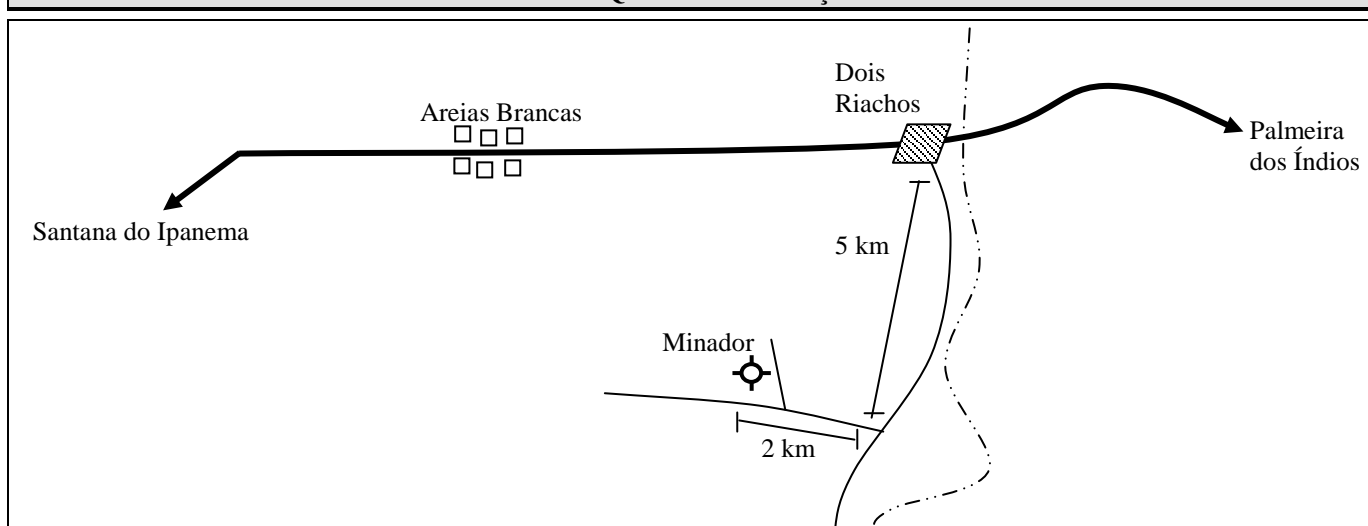 Dois
Riachos
Areias Brancas
Palmeira
dos Índios
Santana do Ipanema
5 km
Minador
2 km